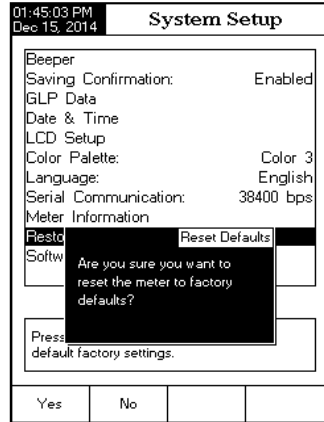 01:45:03 PM
Dec 15, 2014
System Setup
Beeper
Saving Confirmation: Enabled
GLP Data
Date & Time
LCD Setup
Color Palette: Color 3
Language: English
Serial Communication: 38400 bps
Meter Information
Resto
Reset Defaults
Softw
Are you sure you want to
reset the meter to factory
defaults?
Press
default factory settings.
Yes No